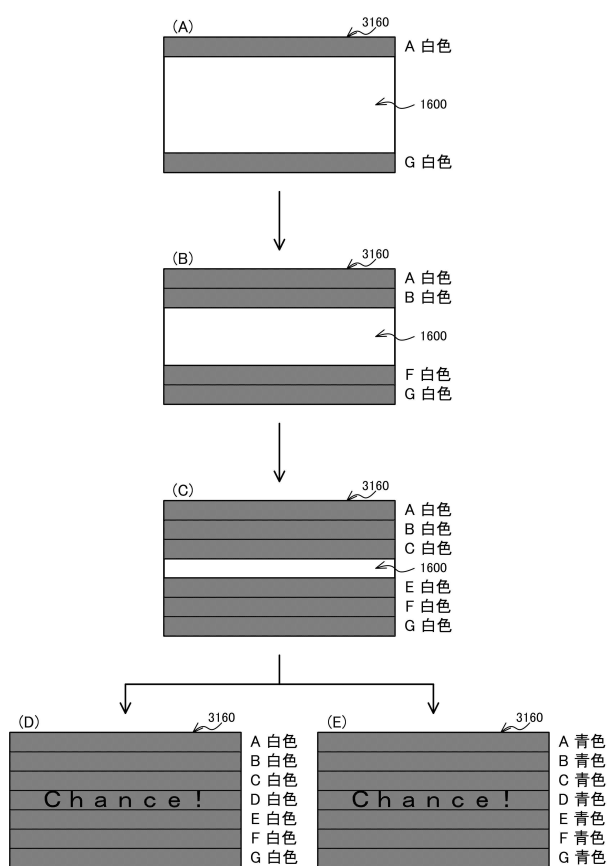 (A)
3160
A 白色
1600
G 白色
(B)
3160
A 白色
B 白色
1600
F 白色
G 白色
(C)
3160
A 白色
B 白色
C 白色
1600
E 白色
F 白色
G 白色
(D)
3160
A 白色
B 白色
C 白色
Chance! D 白色
E 白色
F 白色
G 白色
(E)
3160
A 青色
B 青色
C 青色
Chance! D 青色
E 青色
F 青色
G 青色